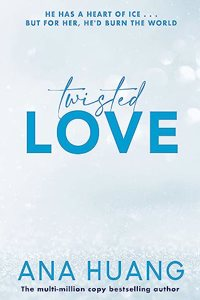 HE HAS A HEART OF ICE . . .
BUT FOR HER, HE'D BURN THE WORLD
twisted
LOVE
ANA HUANG
The multi-million copy bestselling author